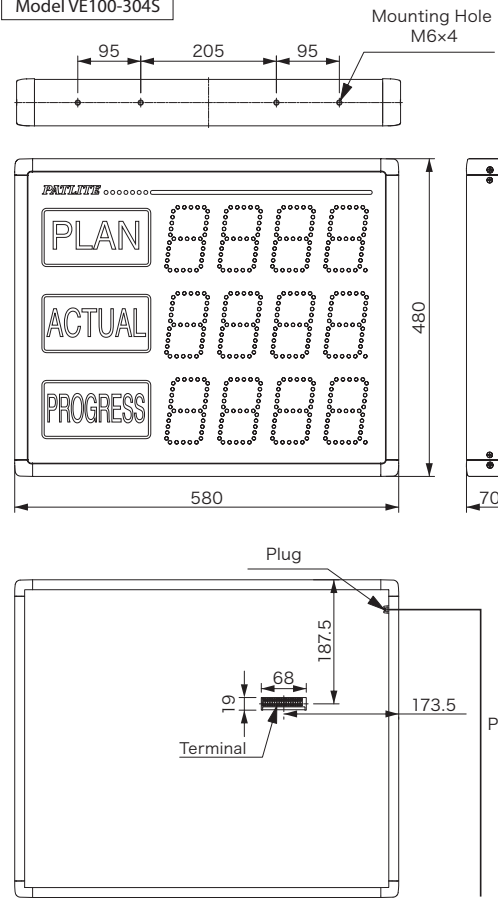 Model VE100-304S
Mounting Hole
M6×4
95 205 95
PATLITE
PLAN
ACTUAL
PROGRESS
480
580
70
Plug
187.5
68
19
173.5
Terminal
P